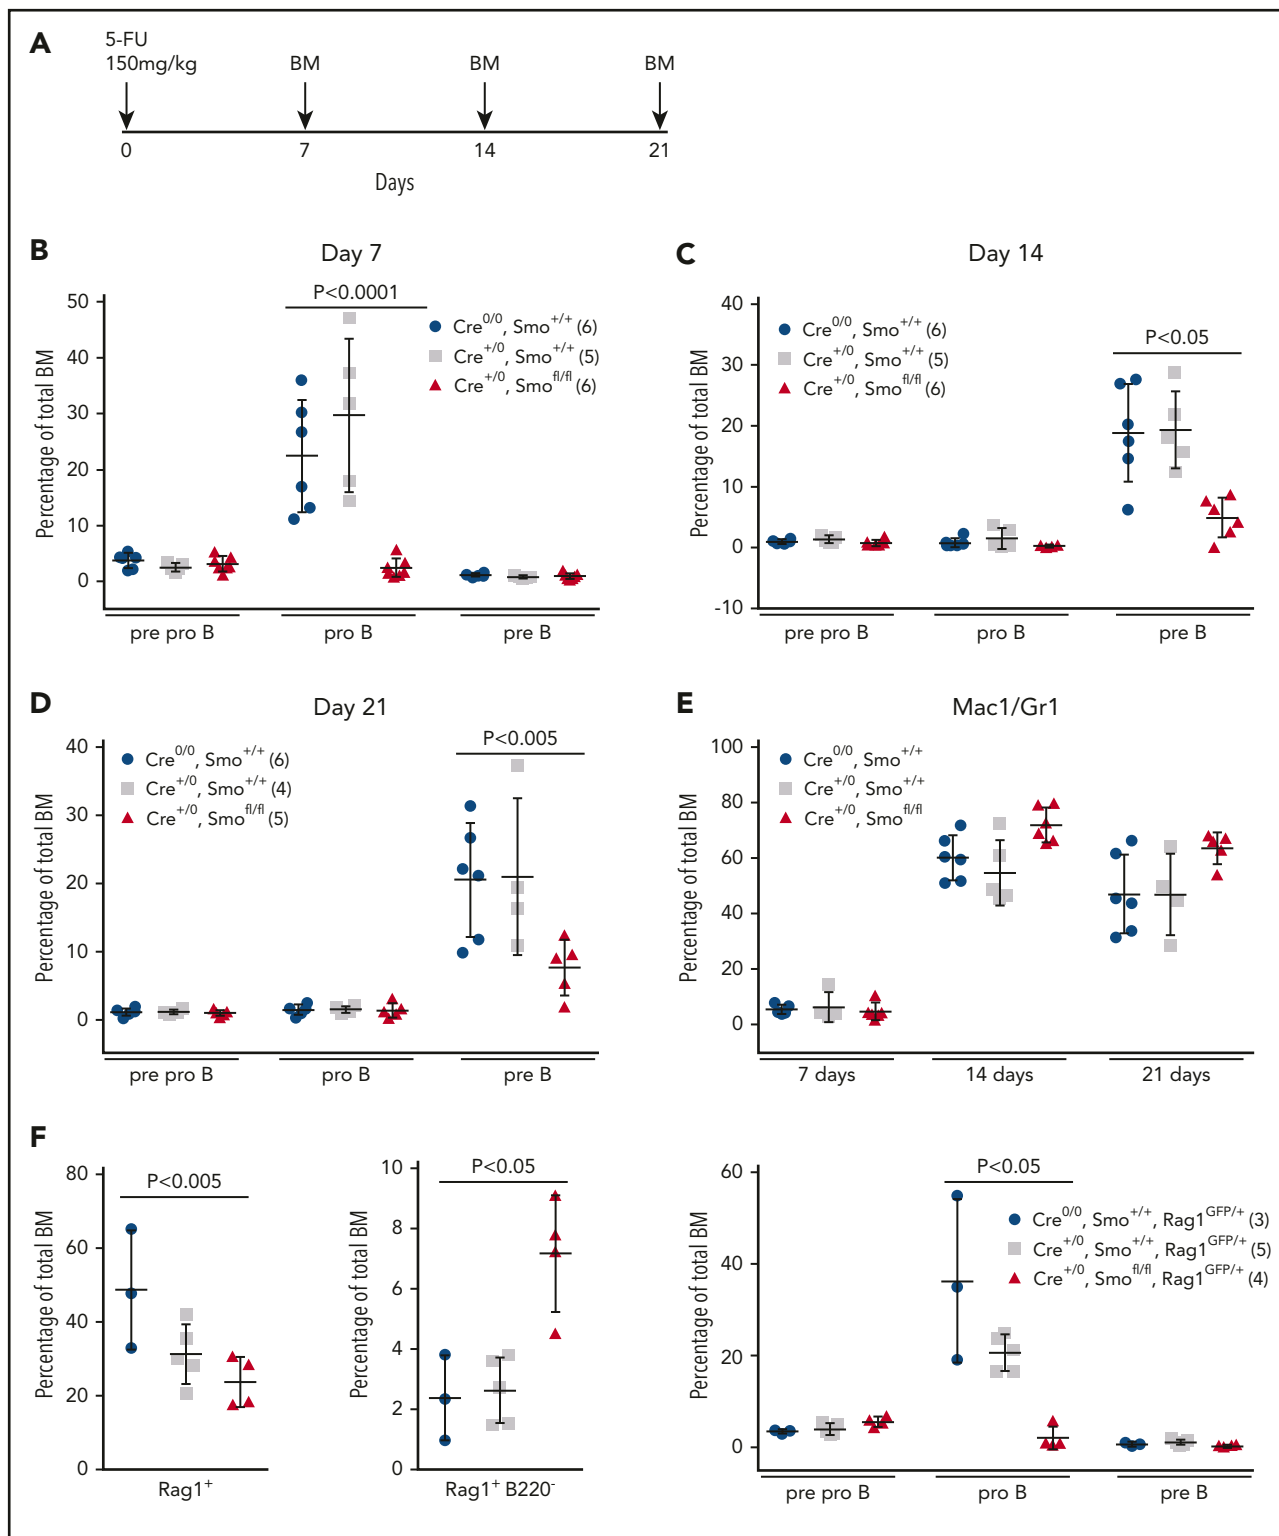 A
5-FU
150mg/kg BM BM BM
0 7 14 21
Days
B Day 7
P<0.0001
Cre0/0, Smo+/+ (6)
Cre+/0, Smo+/+ (5)
Cre+/0, Smofl/fl (6)
Percentage of total BM
50
40
30
20
10
0
pre pro B pro B pre B
C Day 14
P<0.05
Cre0/0, Smo+/+ (6)
Cre+/0, Smo+/+ (5)
Cre+/0, Smofl/fl (6)
Percentage of total BM
40
30
20
10
0
-10
pre pro B pro B pre B
D Day 21
P<0.005
Cre0/0, Smo+/+ (6)
Cre+/0, Smo+/+ (4)
Cre+/0, Smofl/fl (5)
Percentage of total BM
40
30
20
10
0
pre pro B pro B pre B
E Mac1/Gr1
Cre0/0, Smo+/+
Cre+/0, Smo+/+
Cre+/0, Smofl/fl
Percentage of total BM
100
80
60
40
20
0
7 days 14 days 21 days
F
P<0.005
Percentage of total BM
80
60
40
20
0
Rag1+
P<0.05
Percentage of total BM
10
8
6
4
2
0
Rag1+ B220-
P<0.05
Cre0/0, Smo+/+, Rag1GFP/+ (3)
Cre+/0, Smo+/+, Rag1GFP/+ (5)
Cre+/0, Smofl/fl, Rag1GFP/+ (4)
Percentage of total BM
60
40
20
0
pre pro B pro B pre B